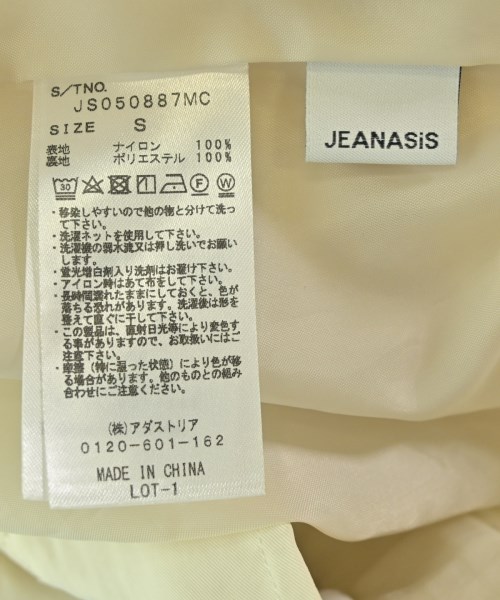 S/TNO.
JS050887MC
SIZE S
表地 ナイロン 100%
裏地 ポリエステル 100%
30
F W
・移染しやすいので他の物と分けて洗っ
て下さい。
・洗濯ネットを使用して下さい。
・洗濯機の弱水流又は押し洗いでお願い
します。
・蛍光増白剤入り洗剤はお避け下さい。
・アイロン時はあて布をして下さい。
・長時間濡れたままにしておくと、色が
落ちる恐れがあります。洗濯後は形を
整えて直ぐに干して下さい。
・この製品は、直射日光等により変色す
る事がありますので、お取扱いにはご
注意下さい。
・摩擦（特に湿った状態）により色が移
る場合があります。他のものとの組み
合わせにご注意ください。
(株)アダストリア
0120-601-162
MADE IN CHINA
LOT-1
JEANASiS